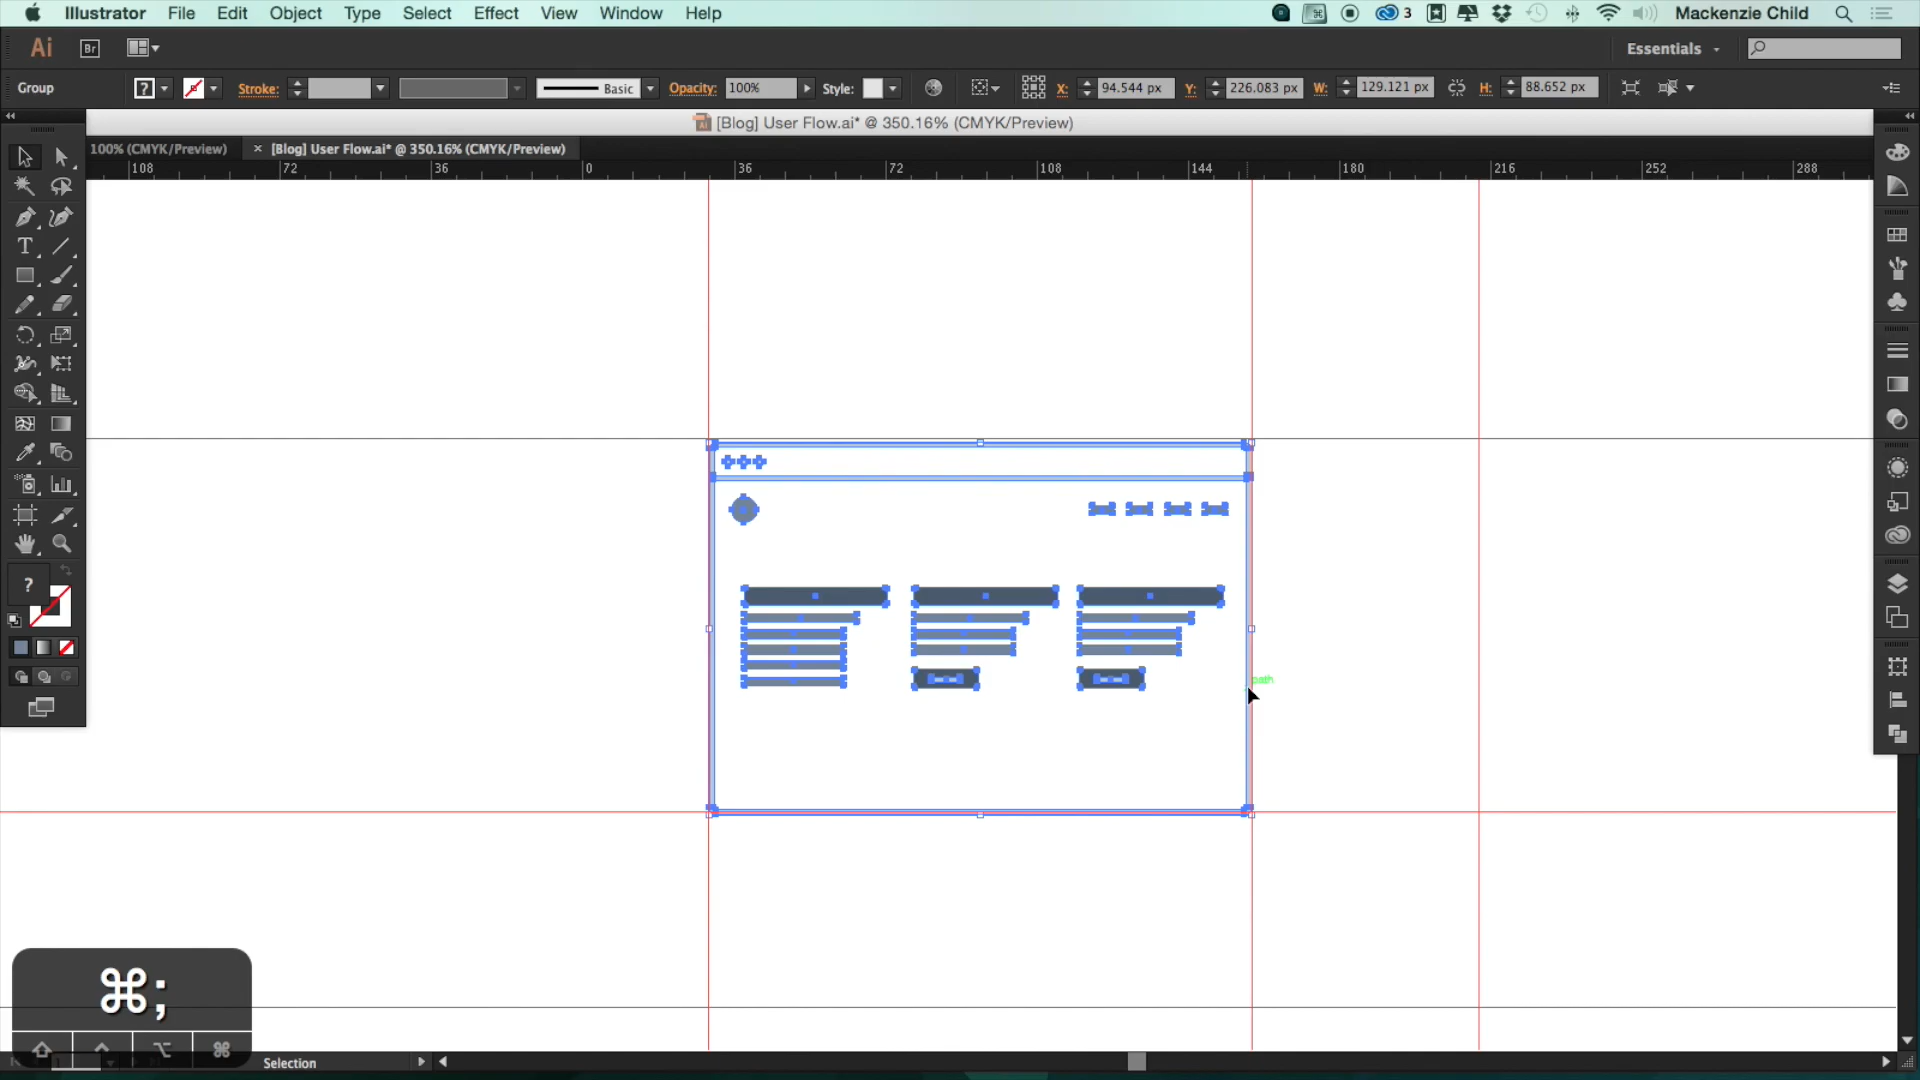 Illustrator File Edit Object Type Select Effect View Window Help 3 Mackenzie Child
Ai Br Essentials
Group ? Stroke: Basic Opacity: 100% Style: X: 94.544 px Y: 226.083 px W: 129.121 px H: 88.652 px
[Blog] User Flow.ai* @ 350.16% (CMYK/Preview)
100% (CMYK/Preview) × [Blog] User Flow.ai* @ 350.16% (CMYK/Preview)
108 72 36 0 36 72 108 144 180 216 252 288
T
?
path
⌘;
⇧ ⌃ ⌥ ⌘
Selection